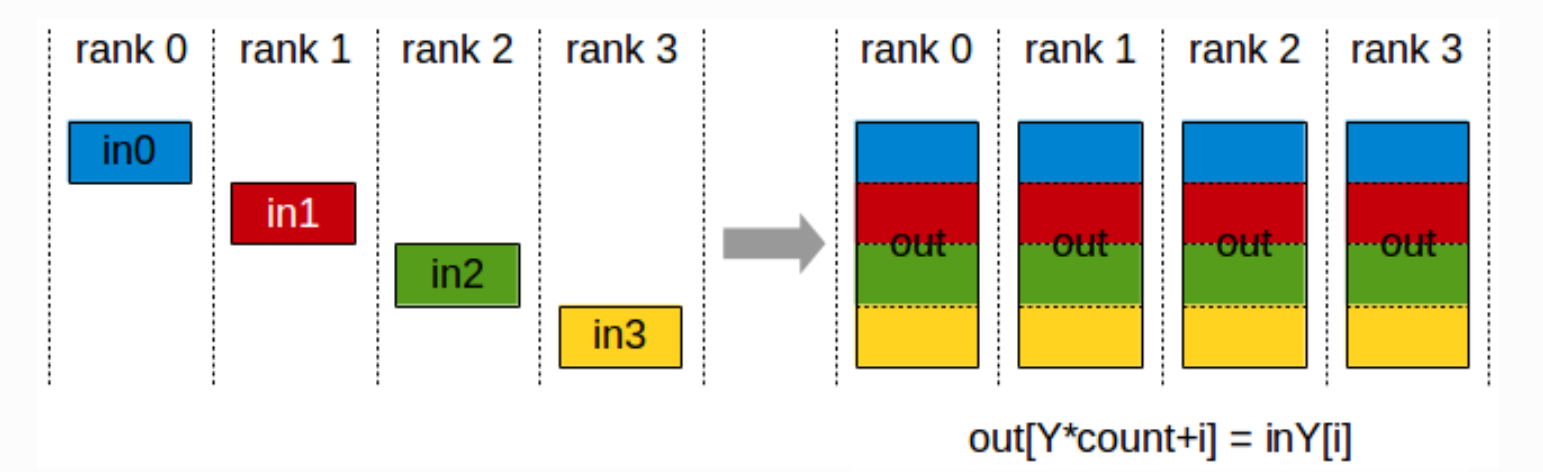 rank 0 rank 1 rank 2 rank 3 rank 0 rank 1 rank 2 rank 3
in0
in1
in2
in3
out out out out
out[Y*count+i] = inY[i]